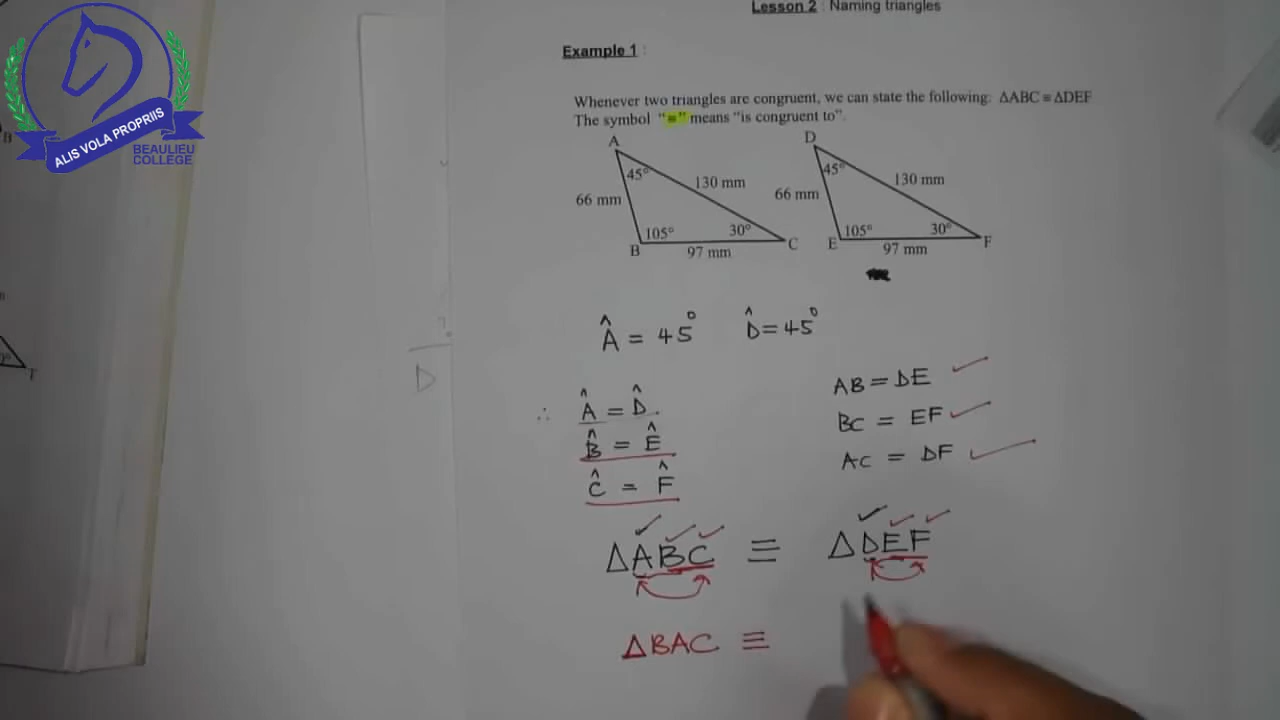 ALIS VOLA PROPRIIS
BEAULIEU
COLLEGE
Lesson 2 : Naming triangles
Example 1 :
Whenever two triangles are congruent, we can state the following: ΔABC ≡ ΔDEF
The symbol "≡" means "is congruent to".
A
45°
66 mm
130 mm
105°
30°
B
97 mm
C
D
45°
66 mm
130 mm
105°
30°
E
97 mm
F
Â = 45° D̂ = 45°
∴ Â = D̂.
B̂ = Ê
Ĉ = F̂
AB = DE
BC = EF
AC = DF
ΔABC ≡ ΔDEF
ΔBAC ≡
D
B
T